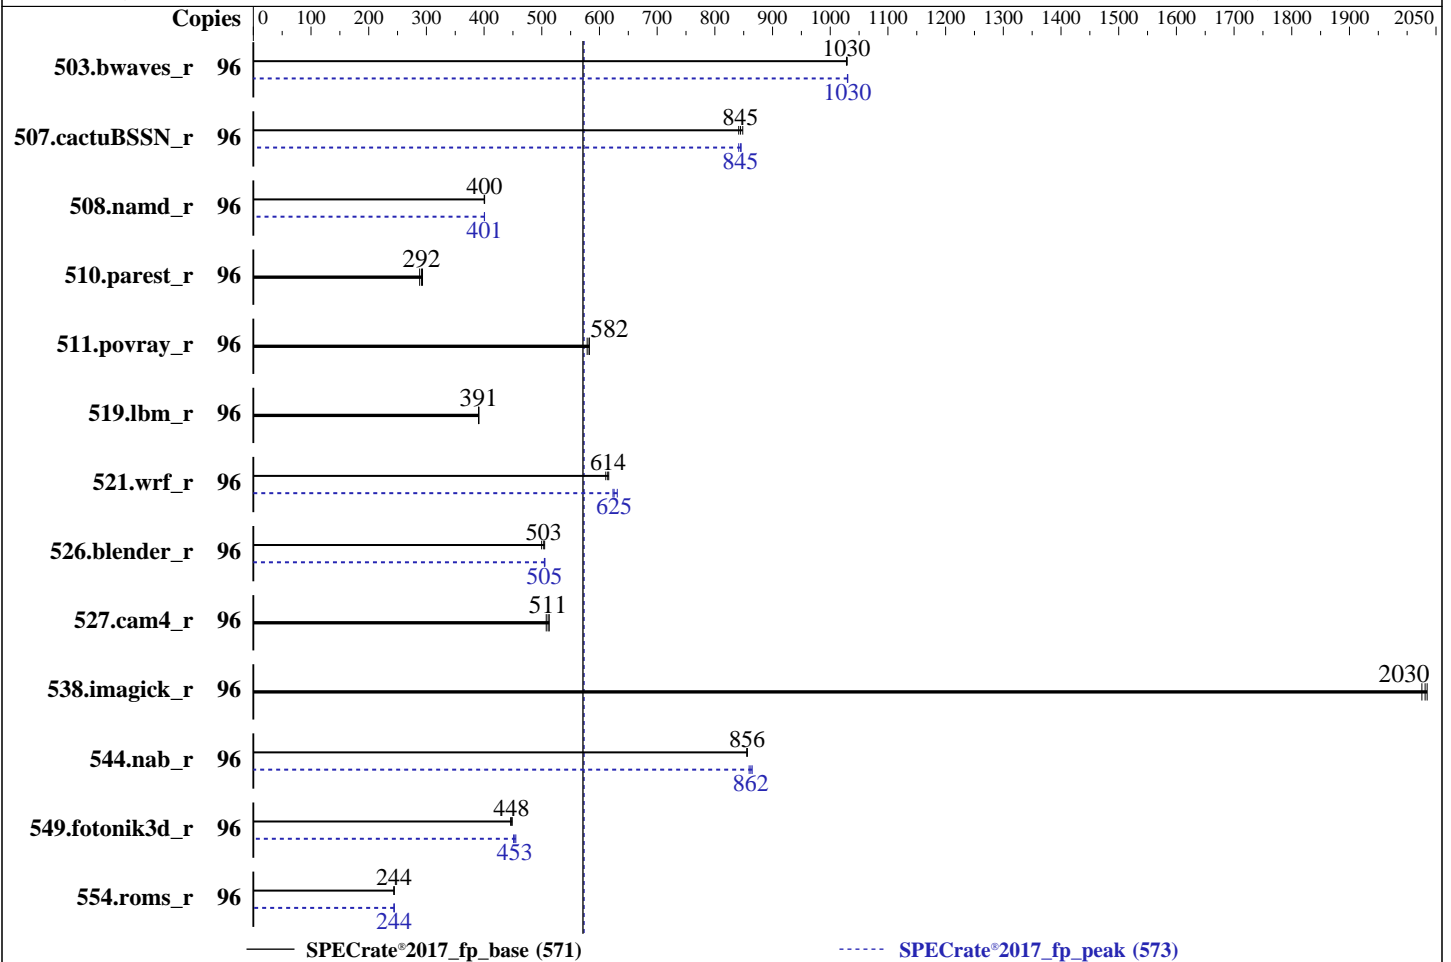 Copies 0 100 200 300 400 500 600 700 800 900 1000 1100 1200 1300 1400 1500 1600 1700 1800 1900 2050
503.bwaves_r 96 1030
1030
507.cactuBSSN_r 96 845
845
508.namd_r 96 400
401
510.parest_r 96 292
511.povray_r 96 582
519.lbm_r 96 391
521.wrf_r 96 614
625
526.blender_r 96 503
505
527.cam4_r 96 511
538.imagick_r 96 2030
544.nab_r 96 856
862
549.fotonik3d_r 96 448
453
554.roms_r 96 244
244
SPECrate®2017_fp_base (571) SPECrate®2017_fp_peak (573)